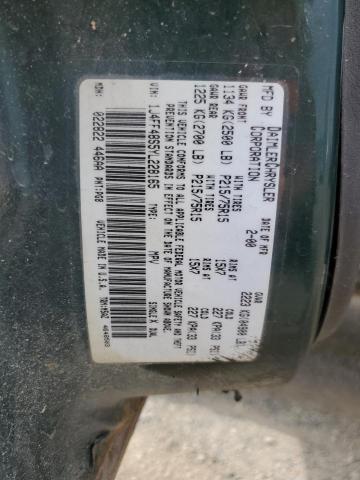 MFD BY DAIMLERCHRYSLER CORPORATION
DATE OF MFR 2-00
GVWR 2223 KG(4900 LB)
GAWR FRONT WITH TIRES RIMS AT COLD
1134 KG(2500 LB) P215/75R15 15X7 227 KPA(33 PSI)
GAWR REAR WITH TIRES RIMS AT COLD
1225 KG(2700 LB) P215/75R15 15X7 227 KPA(33 PSI)
THIS VEHICLE CONFORMS TO ALL APPLICABLE FEDERAL MOTOR VEHICLE SAFETY AND THEFT
PREVENTION STANDARDS IN EFFECT ON THE DATE OF MANUFACTURE SHOWN ABOVE.
TYPE: MPV SINGLE X DUAL
VEHICLE MADE IN U.S.A.
4648503